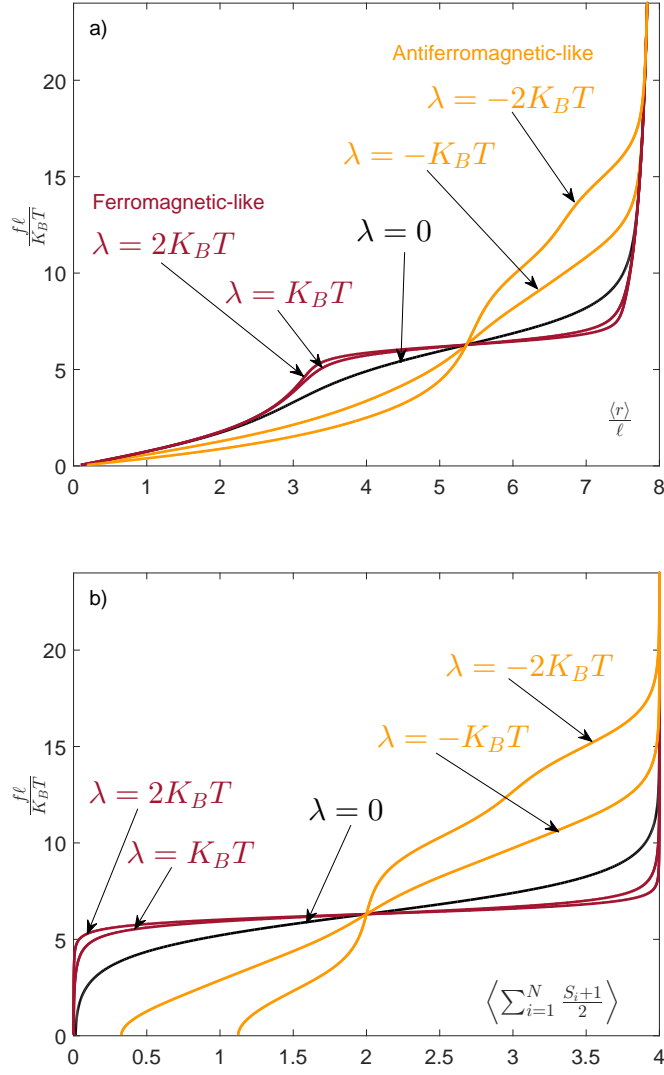 a)
Antiferromagnetic-like
λ = −2K_BT
λ = −K_BT
Ferromagnetic-like
λ = 2K_BT
λ = 0
λ = K_BT
fℓ/K_BT
⟨r⟩/ℓ
20
15
10
5
0
0 1 2 3 4 5 6 7 8
b)
λ = −2K_BT
λ = −K_BT
λ = 2K_BT
λ = 0
λ = K_BT
fℓ/K_BT
⟨∑_{i=1}^{N} (S_i+1)/2⟩
20
15
10
5
0
0 0.5 1 1.5 2 2.5 3 3.5 4